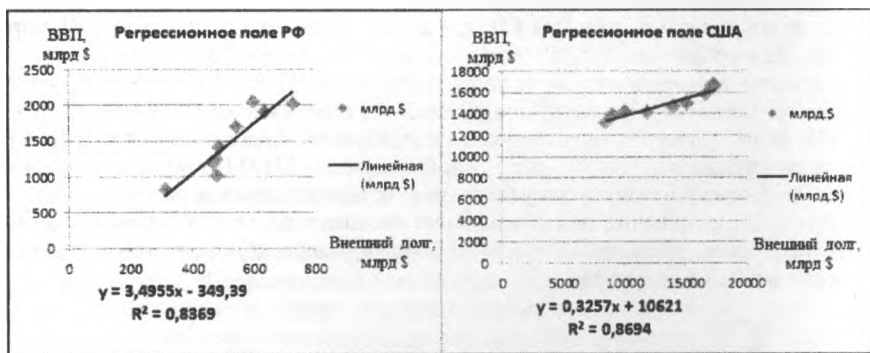 ВВП,
млрд $
Регрессионное поле РФ
2500
2000
1500
1000
500
0
0 200 400 600 800
млрд $
Линейная
(млрд $)
Внешний долг,
млрд $
y = 3,4955x - 349,39
R² = 0,8369
ВВП,
млрд $
Регрессионное поле США
18000
16000
14000
12000
10000
8000
6000
4000
2000
0
0 50000 100000 15000 20000
млрд.$
Линейная
(млрд.$)
Внешний долг,
млрд $
y = 0,3257x + 10621
R² = 0,8694